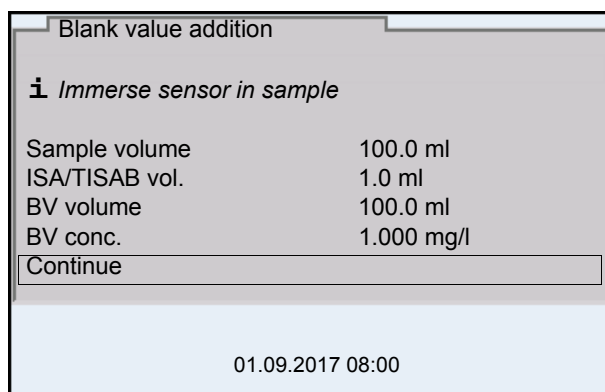 Blank value addition
i Immerse sensor in sample
Sample volume 100.0 ml
ISA/TISAB vol. 1.0 ml
BV volume 100.0 ml
BV conc. 1.000 mg/l
Continue
01.09.2017 08:00